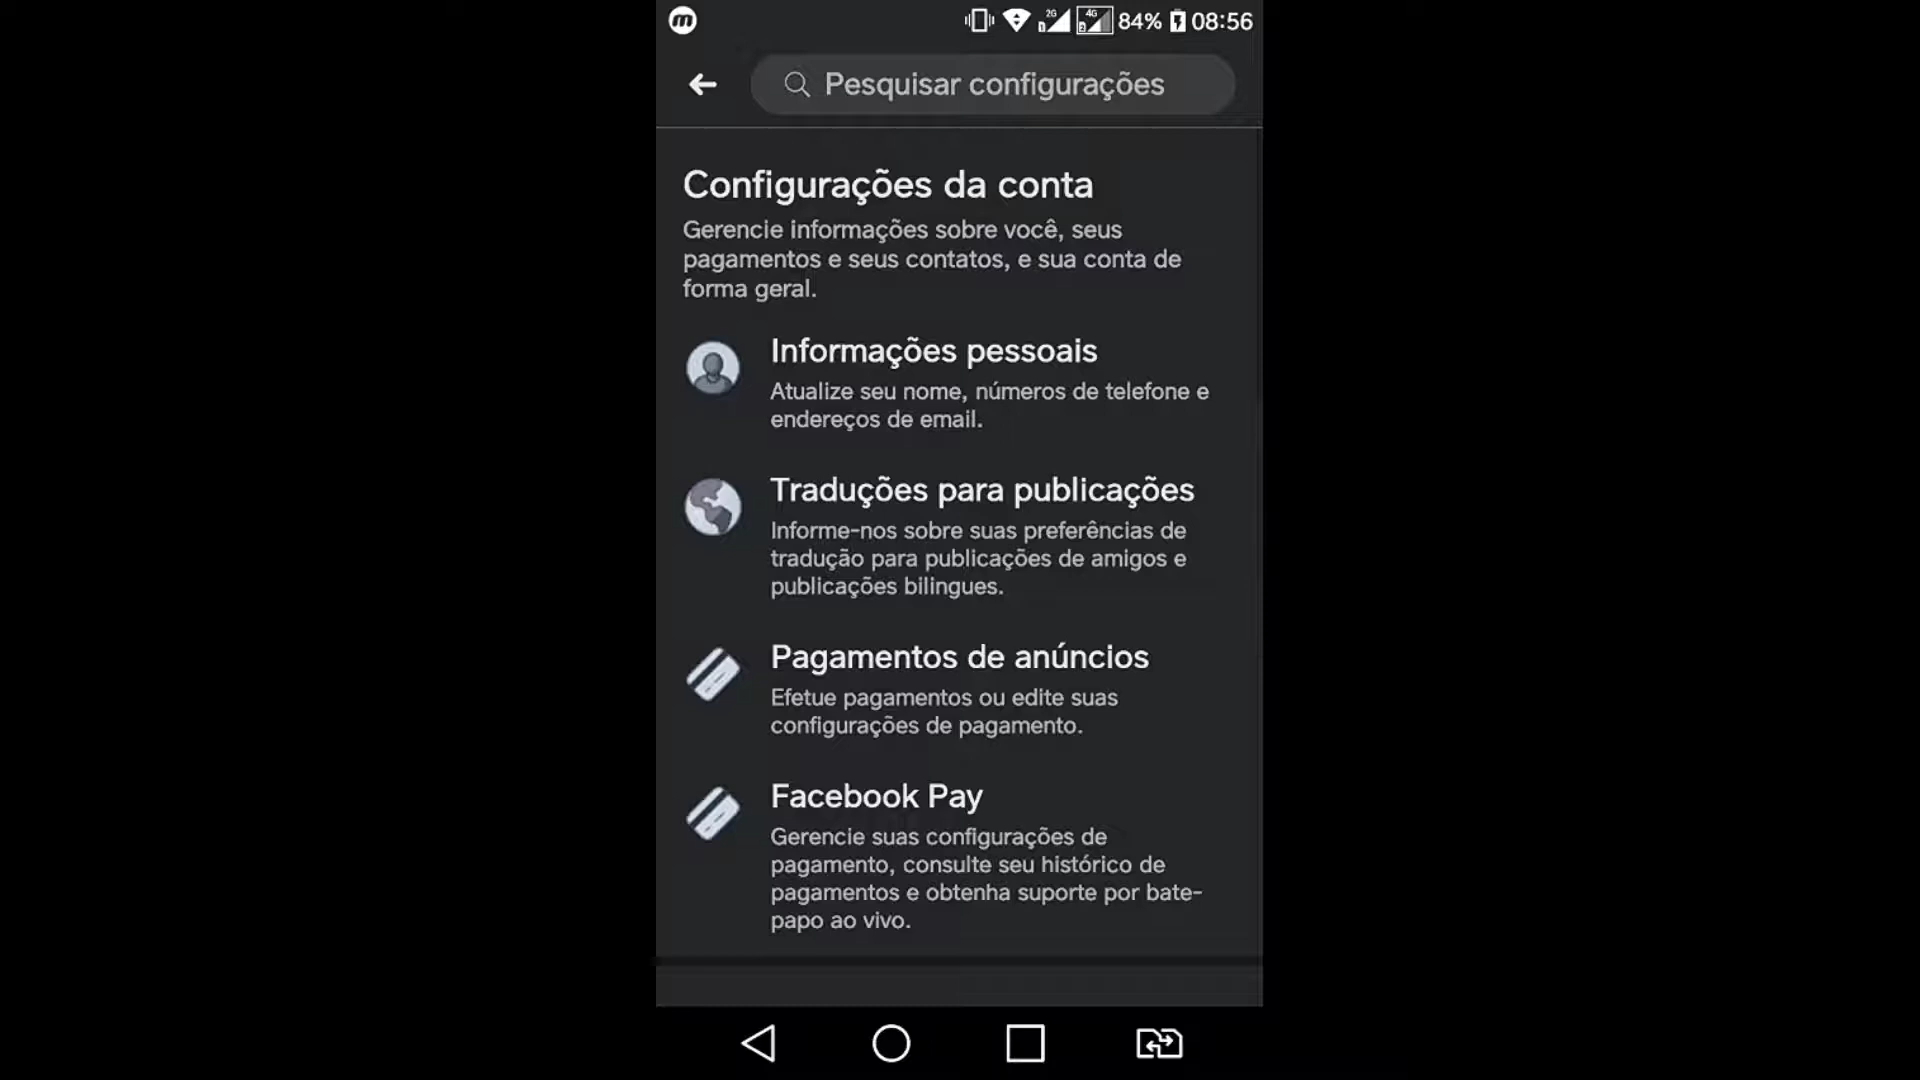 2G 4G 84% 08:56
Pesquisar configurações
Configurações da conta
Gerencie informações sobre você, seus
pagamentos e seus contatos, e sua conta de
forma geral.
Informações pessoais
Atualize seu nome, números de telefone e
endereços de email.
Traduções para publicações
Informe-nos sobre suas preferências de
tradução para publicações de amigos e
publicações bilingues.
Pagamentos de anúncios
Efetue pagamentos ou edite suas
configurações de pagamento.
Facebook Pay
Gerencie suas configurações de
pagamento, consulte seu histórico de
pagamentos e obtenha suporte por bate-
papo ao vivo.